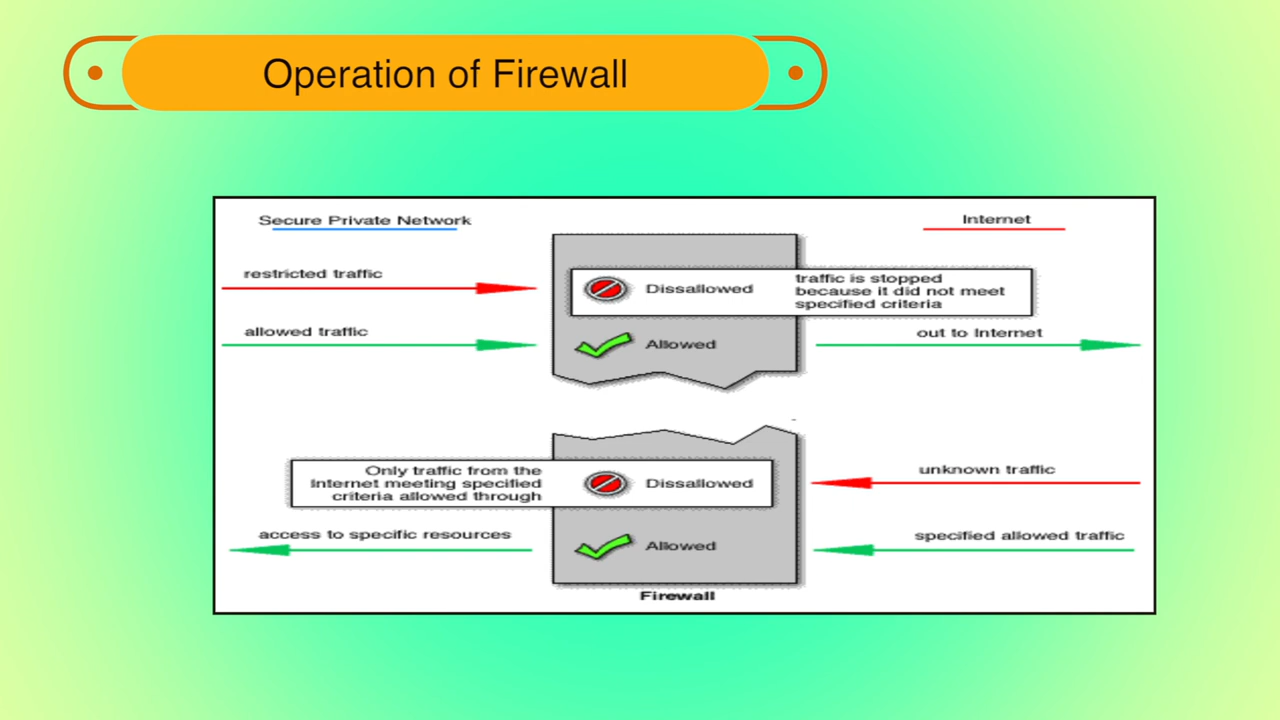 Operation of Firewall
Secure Private Network
Internet
restricted traffic
Dissallowed
traffic is stopped
because it did not meet
specified criteria
allowed traffic
Allowed
out to Internet
Only traffic from the
Internet meeting specified
criteria allowed through
Dissallowed
unknown traffic
access to specific resources
Allowed
specified allowed traffic
Firewall